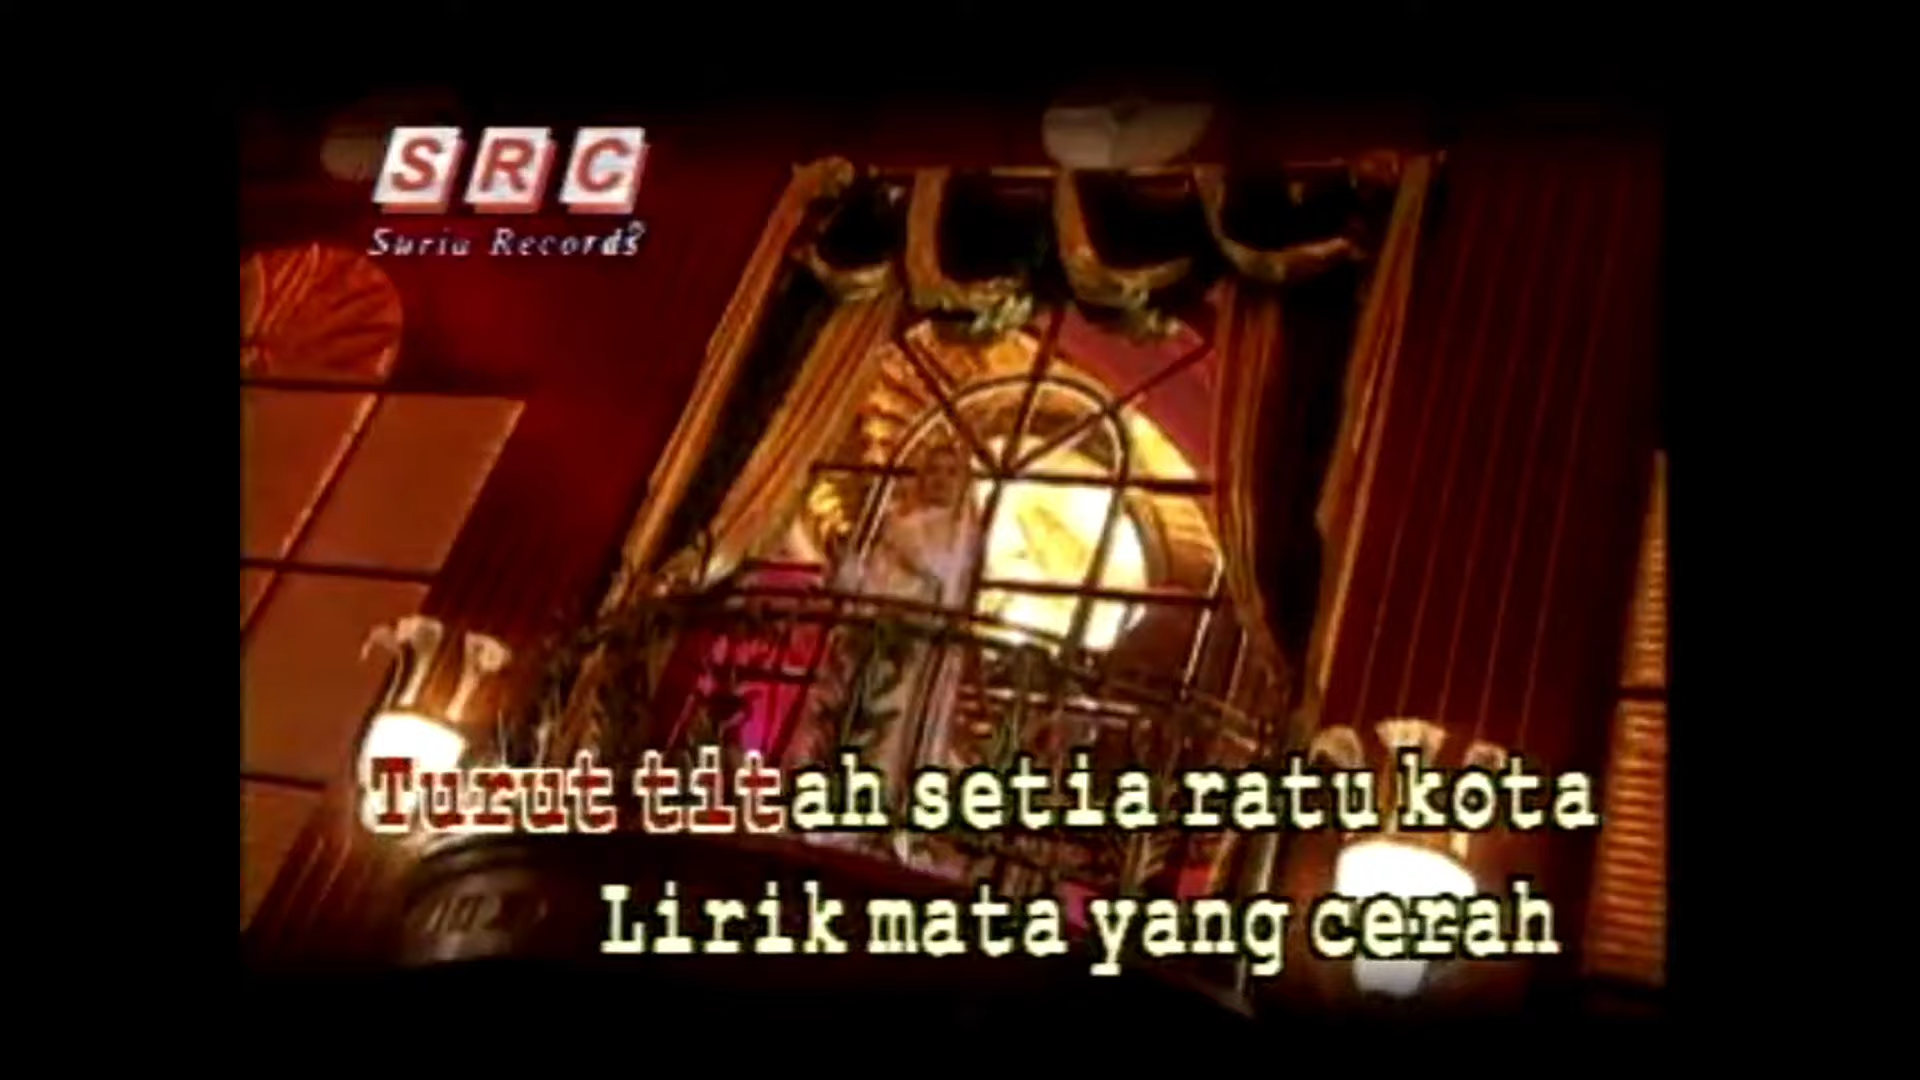 SRC
Suria Records
Turut titah setia ratu kota
Lirik mata yang cerah